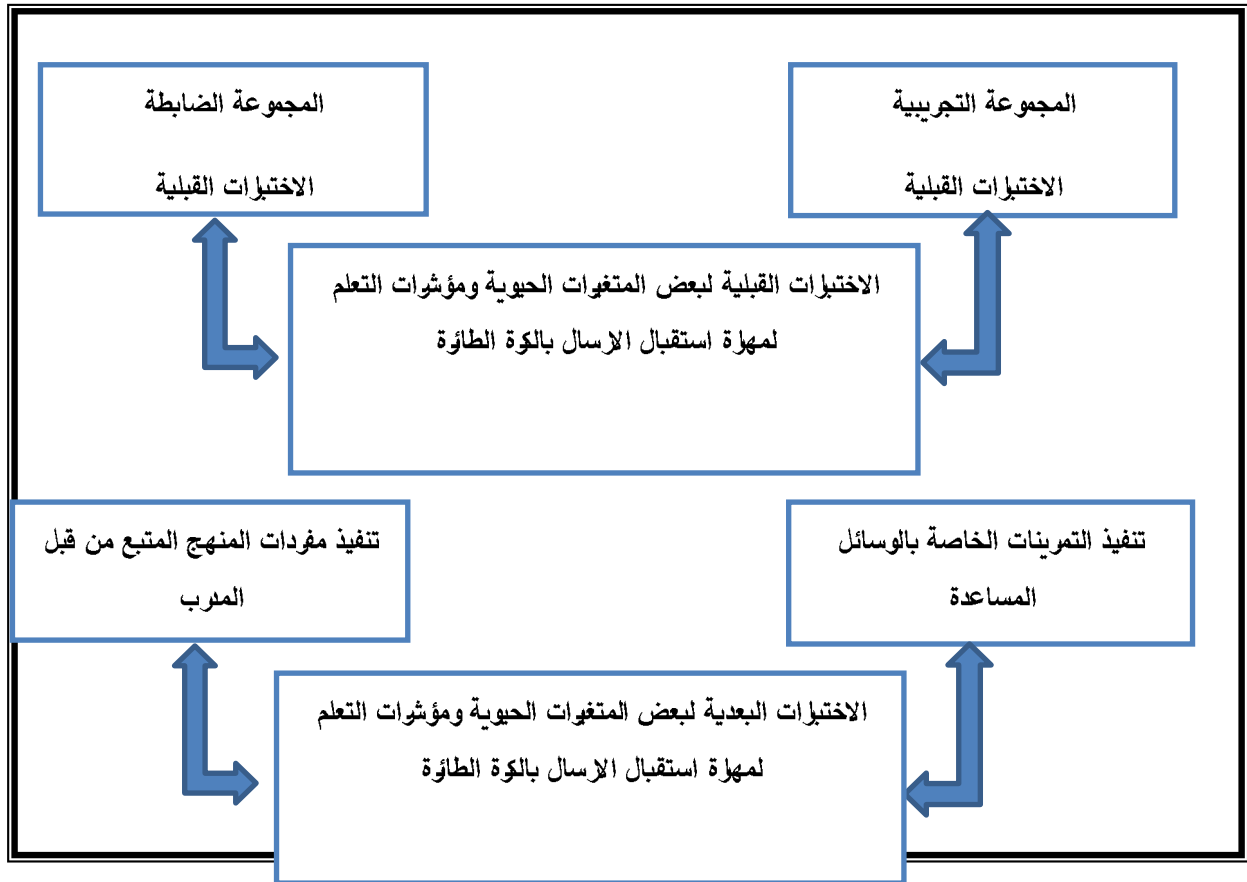 المجموعة التجريبية
الاختبارات القبلية
المجموعة الضابطة
الاختبارات القبلية
الاختبارات القبلية لبعض المتغيرات الحيوية ومؤشرات التعلم
لمهارة استقبال الارسال بالكرة الطائرة
تنفيذ التمرينات الخاصة بالوسائل
المساعدة
تنفيذ مفردات المنهج المتبع من قبل
المدرب
الاختبارات البعدية لبعض المتغيرات الحيوية ومؤشرات التعلم
لمهارة استقبال الارسال بالكرة الطائرة